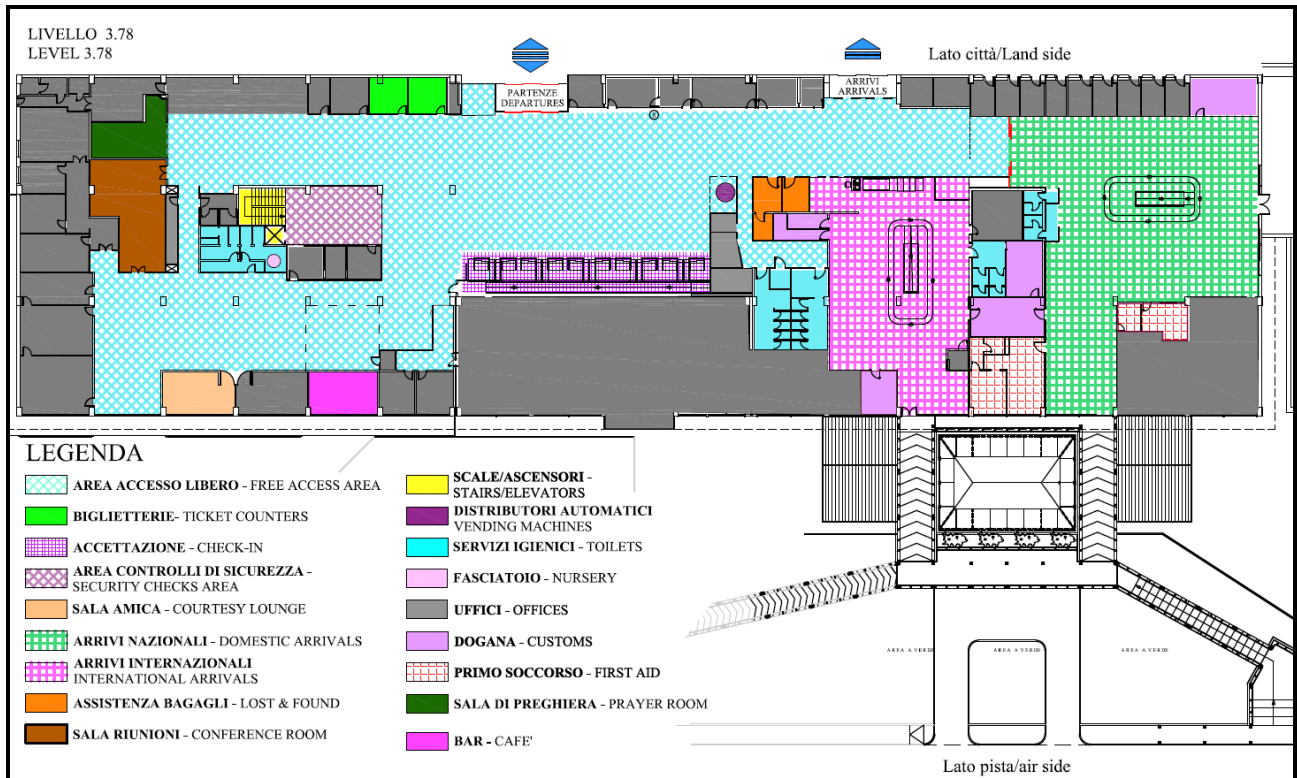 LIVELLO 3.78
LEVEL 3.78
Lato città/Land side
PARTENZE
DEPARTURES
ARRIVI
ARRIVALS
LEGENDA
AREA ACCESSO LIBERO - FREE ACCESS AREA
BIGLIETTERIE- TICKET COUNTERS
ACCETTAZIONE - CHECK-IN
AREA CONTROLLI DI SICUREZZA -
SECURITY CHECKS AREA
SALA AMICA - COURTESY LOUNGE
ARRIVI NAZIONALI - DOMESTIC ARRIVALS
ARRIVI INTERNAZIONALI
INTERNATIONAL ARRIVALS
ASSISTENZA BAGAGLI - LOST & FOUND
SALA RIUNIONI - CONFERENCE ROOM
SCALE/ASCENSORI -
STAIRS/ELEVATORS
DISTRIBUTORI AUTOMATICI
VENDING MACHINES
SERVIZI IGIENICI - TOILETS
FASCIATOIO - NURSERY
UFFICI - OFFICES
DOGANA - CUSTOMS
PRIMO SOCCORSO - FIRST AID
SALA DI PREGHIERA - PRAYER ROOM
BAR - CAFE'
AREA A VERDE
AREA A VERDE
AREA A VERDE
Lato pista/air side